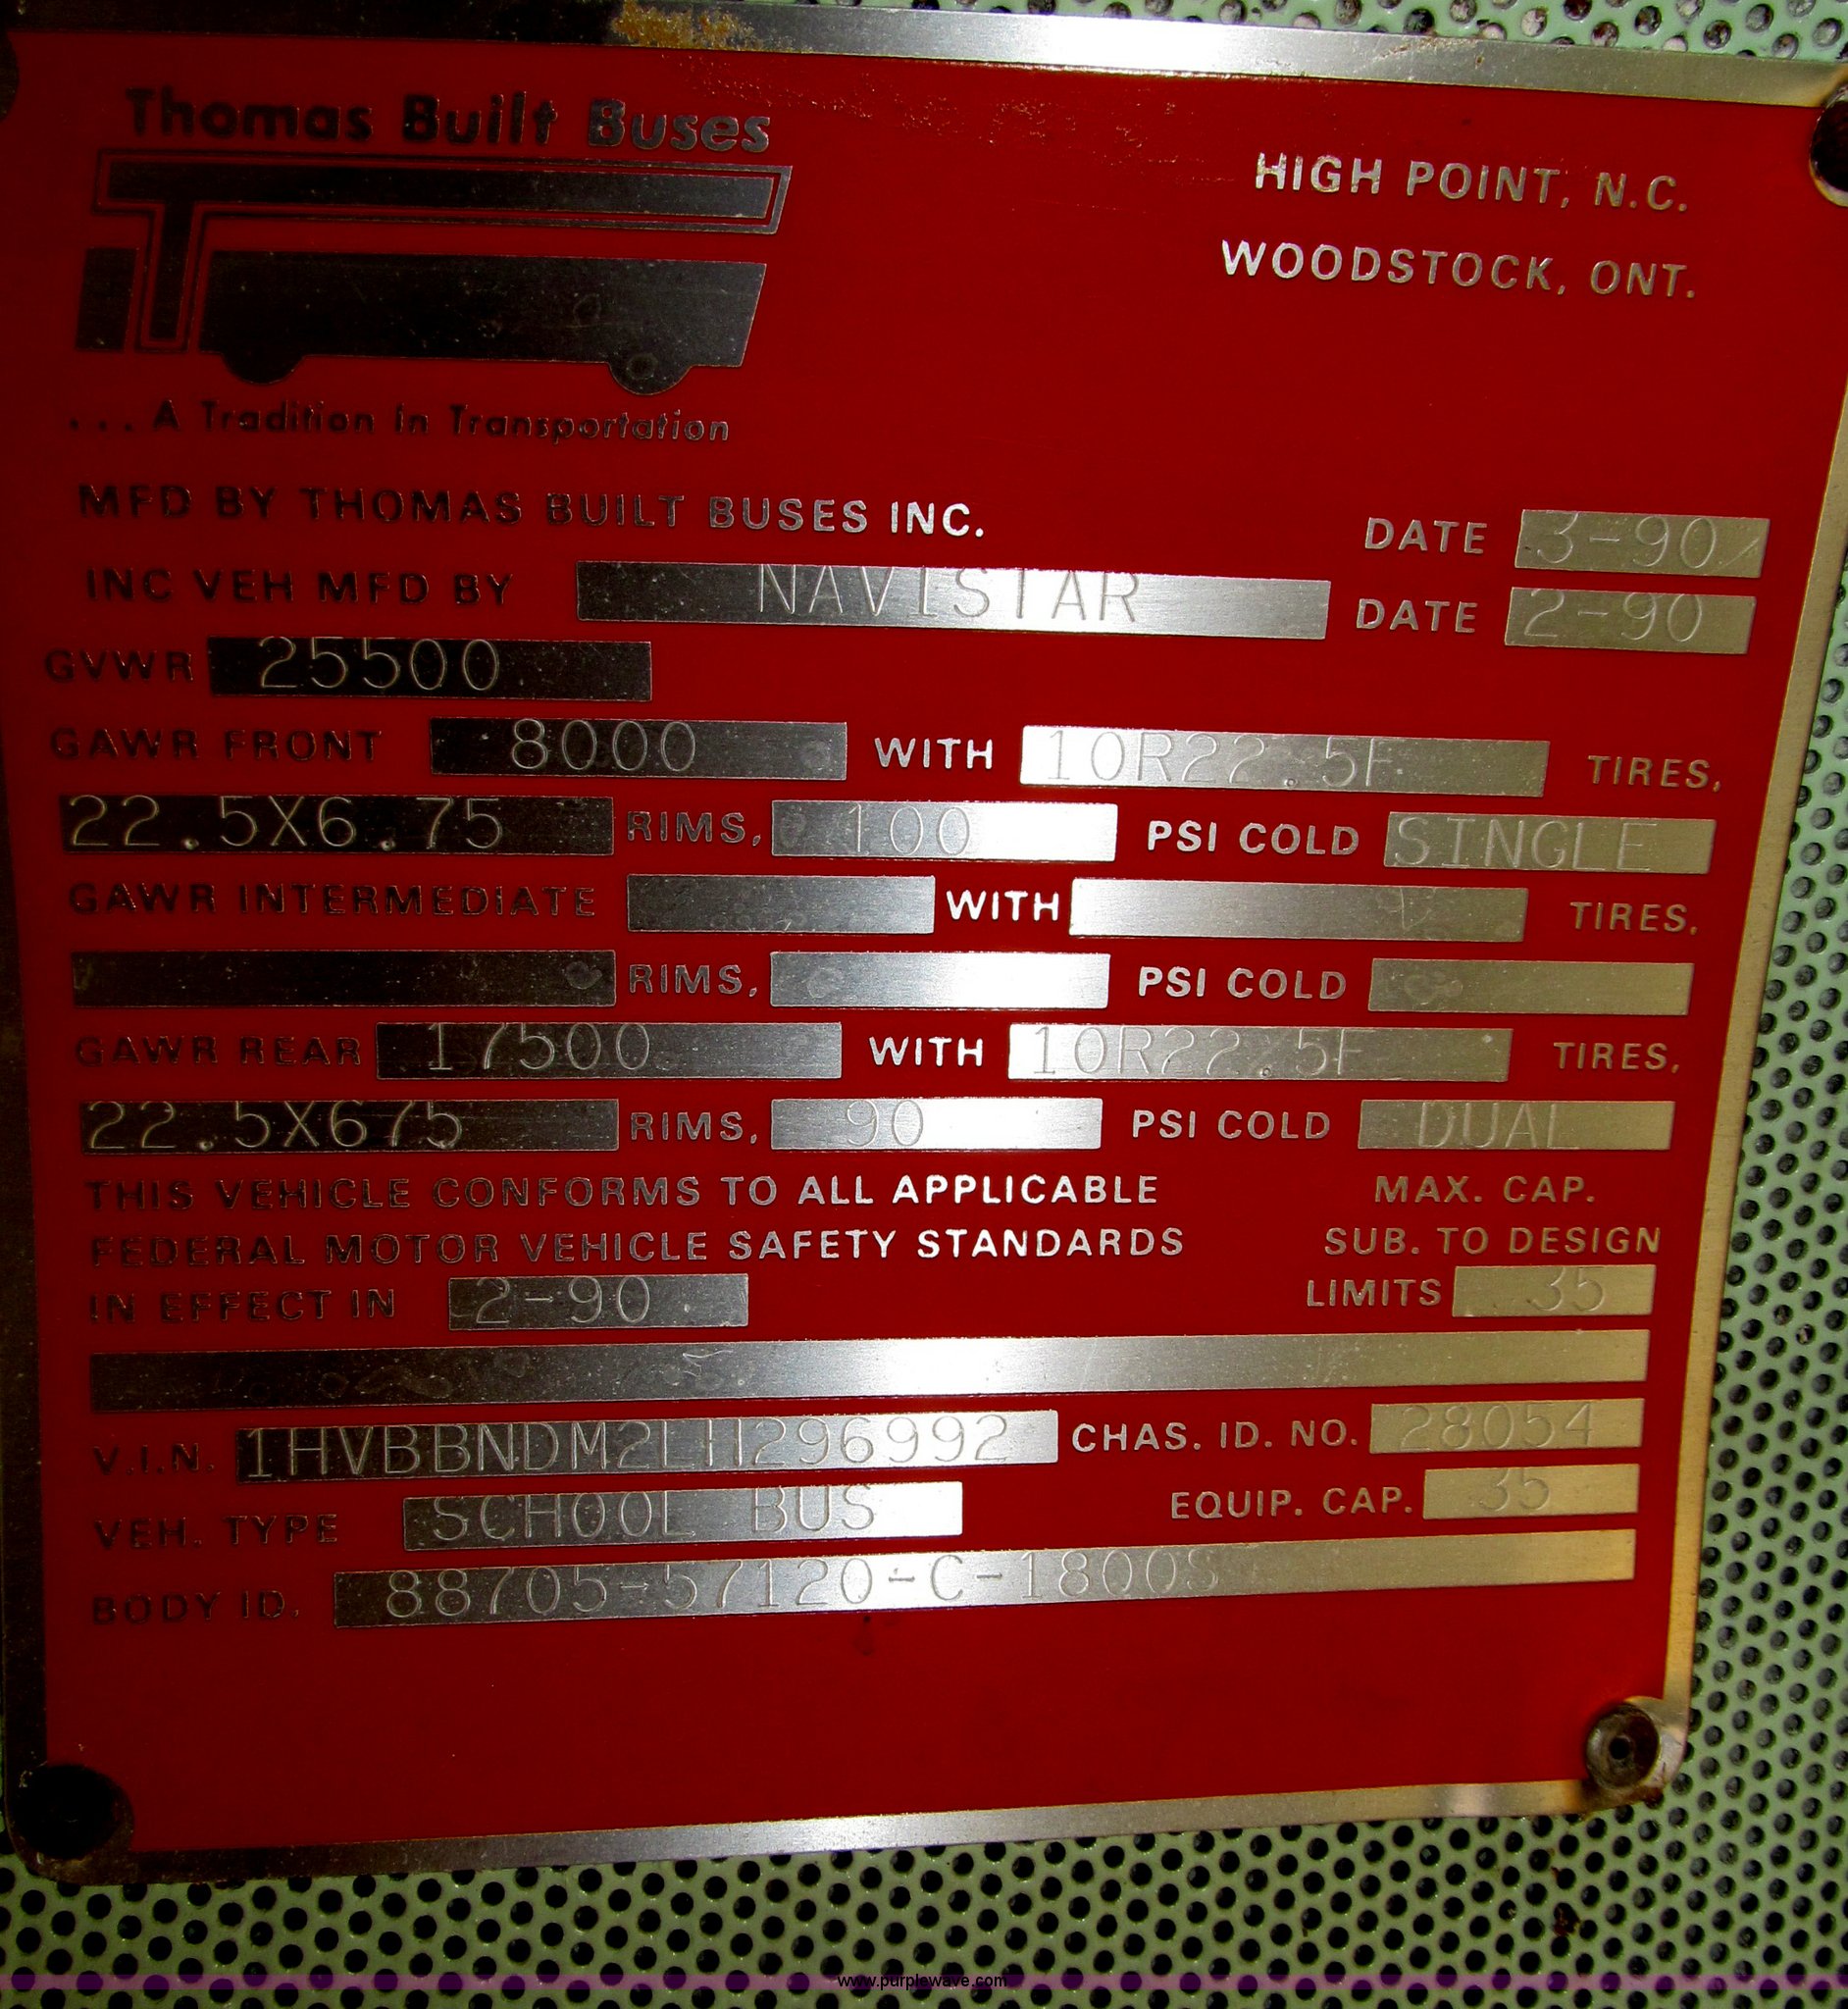 Thomas Built Buses
HIGH POINT, N.C.
WOODSTOCK, ONT.
... A Tradition In Transportation
MFD BY THOMAS BUILT BUSES INC. DATE 3-90
INC VEH MFD BY NAVISTAR DATE 2-90
GVWR 25500
GAWR FRONT 8000 WITH 10R22.5F TIRES,
22.5X6.75 RIMS, 100 PSI COLD SINGLE
GAWR INTERMEDIATE WITH TIRES,
RIMS, PSI COLD
GAWR REAR 17500 WITH 10R22.5F TIRES,
22.5X675 RIMS, 90 PSI COLD DUAL
THIS VEHICLE CONFORMS TO ALL APPLICABLE MAX. CAP.
FEDERAL MOTOR VEHICLE SAFETY STANDARDS SUB. TO DESIGN
IN EFFECT IN 2-90 LIMITS 35
V.I.N. 1HVBBNDM2LH296992 CHAS. ID. NO. 28054
VEH. TYPE SCHOOL BUS EQUIP. CAP. 35
BODY ID. 88705-57120-C-1800S
www.purplewave.com